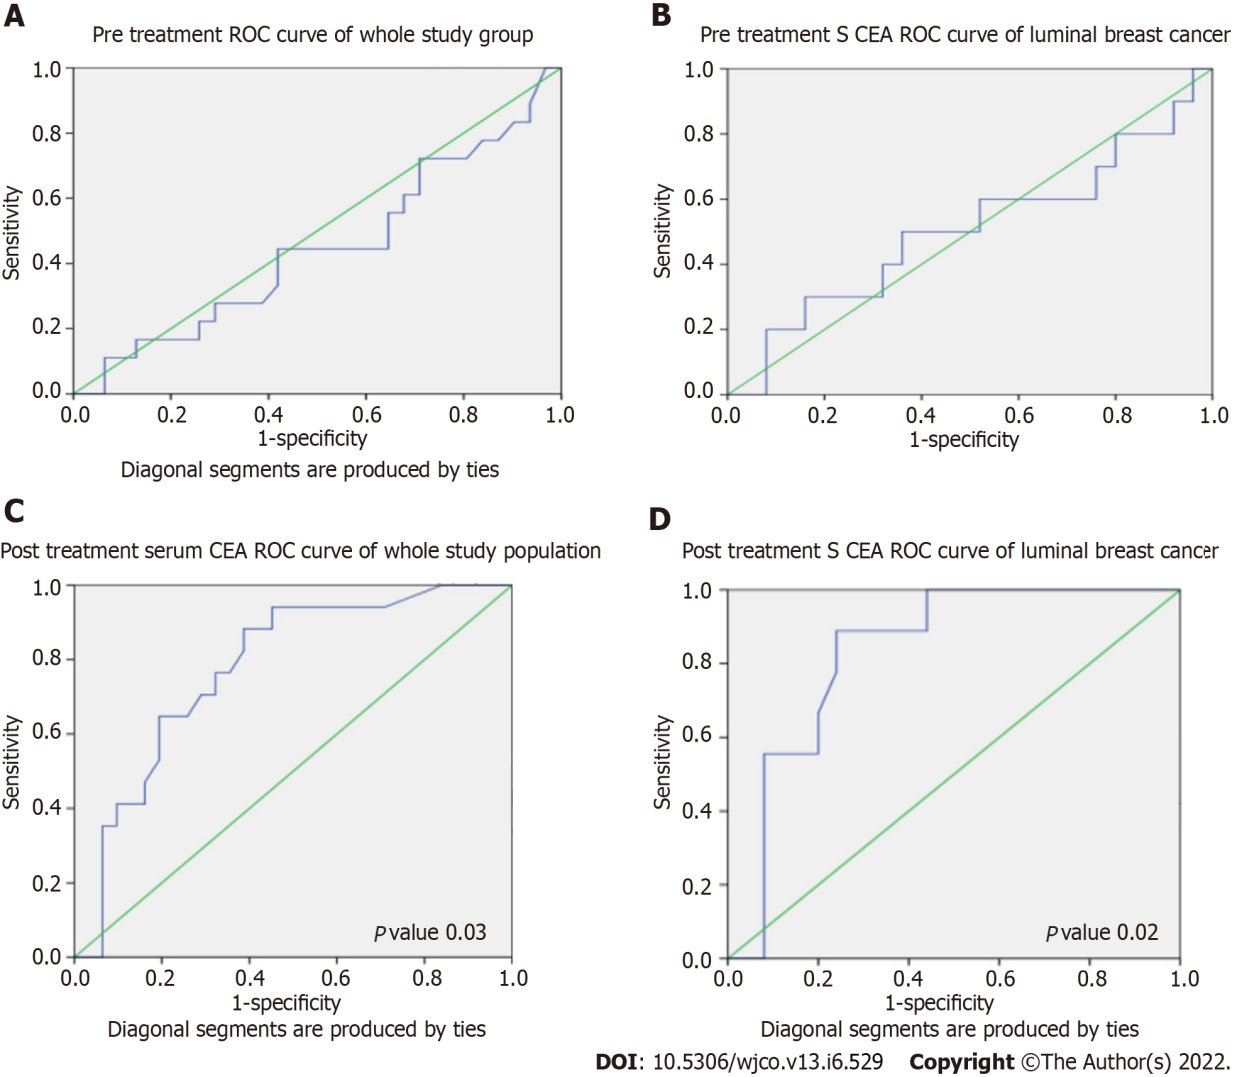 A
Pre treatment ROC curve of whole study group
1.0
0.8
0.6
0.4
0.2
0.0
Sensitivity
0.0 0.2 0.4 0.6 0.8 1.0
1-specificity
Diagonal segments are produced by ties
B
Pre treatment S CEA ROC curve of luminal breast cancer
1.0
0.8
0.6
0.4
0.2
0.0
Sensitivity
0.0 0.2 0.4 0.6 0.8 1.0
1-specificity
C
Post treatment serum CEA ROC curve of whole study population
1.0
0.8
0.6
0.4
0.2
0.0
Sensitivity
P value 0.03
0.0 0.2 0.4 0.6 0.8 1.0
1-specificity
Diagonal segments are produced by ties
D
Post treatment S CEA ROC curve of luminal breast cancer
1.0
0.8
0.6
0.4
0.2
0.0
Sensitivity
P value 0.02
0.0 0.2 0.4 0.6 0.8 1.0
1-specificity
Diagonal segments are produced by ties
DOI: 10.5306/wjco.v13.i6.529 Copyright ©The Author(s) 2022.